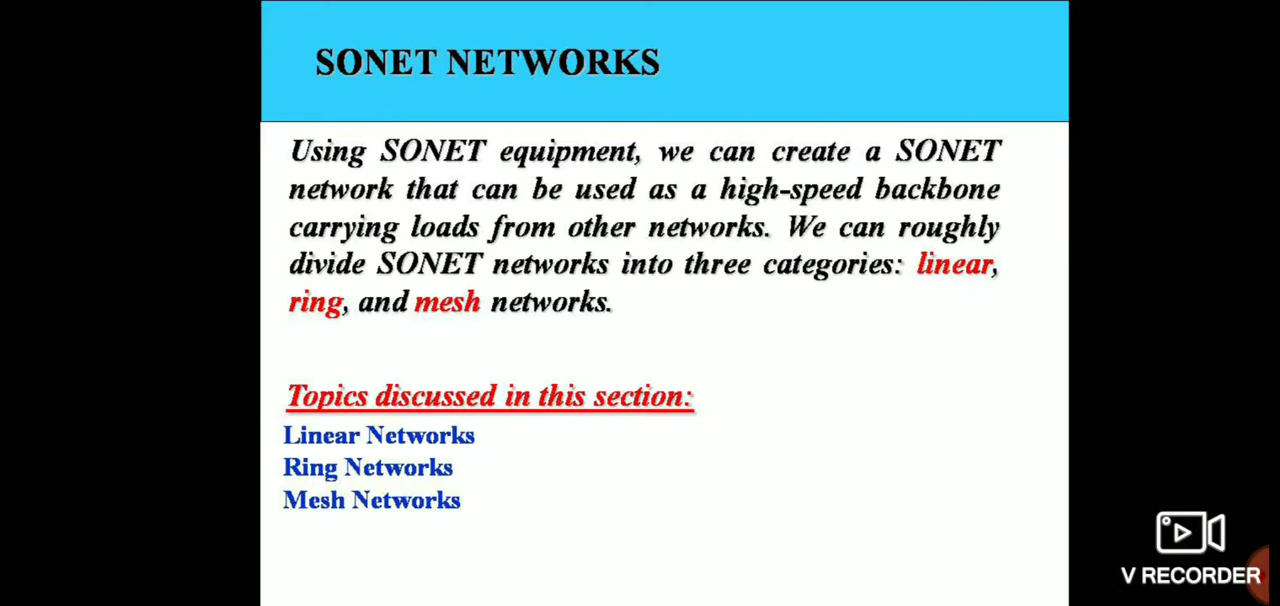 SONET NETWORKS
Using SONET equipment, we can create a SONET
network that can be used as a high-speed backbone
carrying loads from other networks. We can roughly
divide SONET networks into three categories: linear,
ring, and mesh networks.
Topics discussed in this section:
Linear Networks
Ring Networks
Mesh Networks
V RECORDER